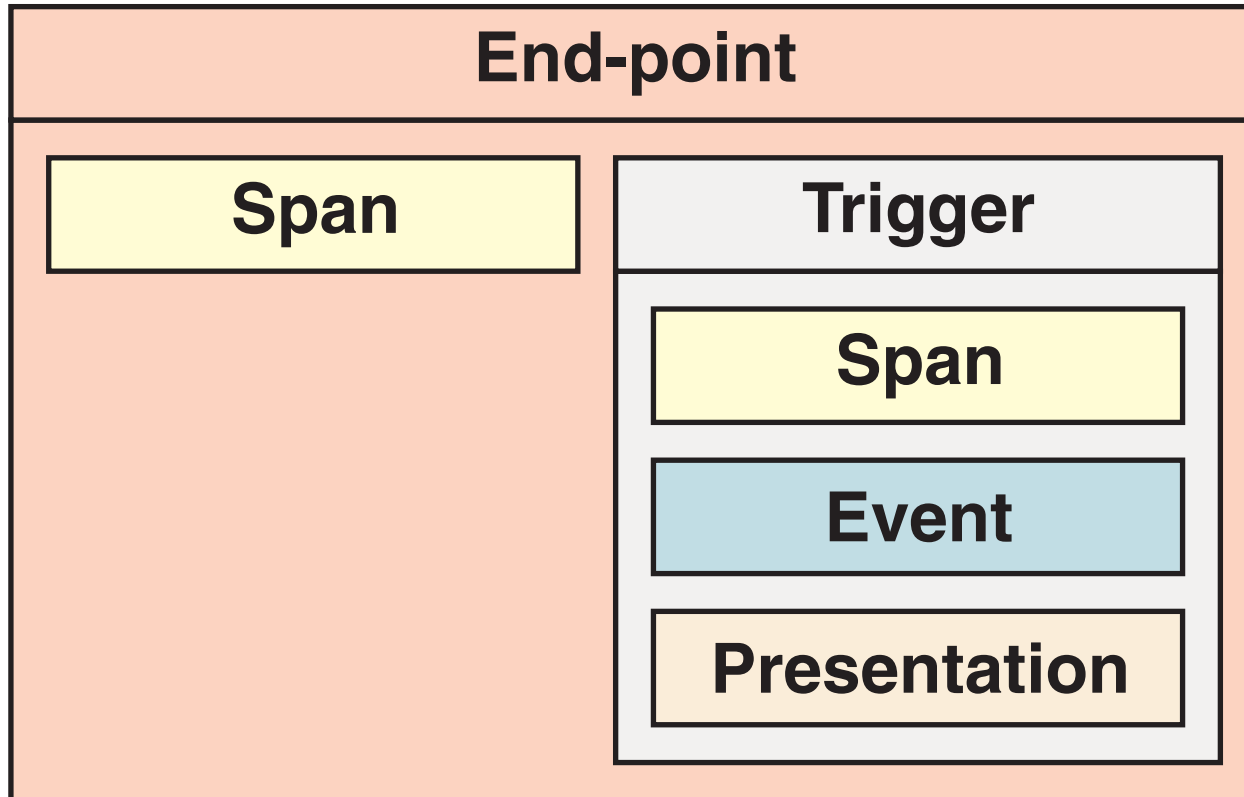 End-point
Span
Trigger
Span
Event
Presentation